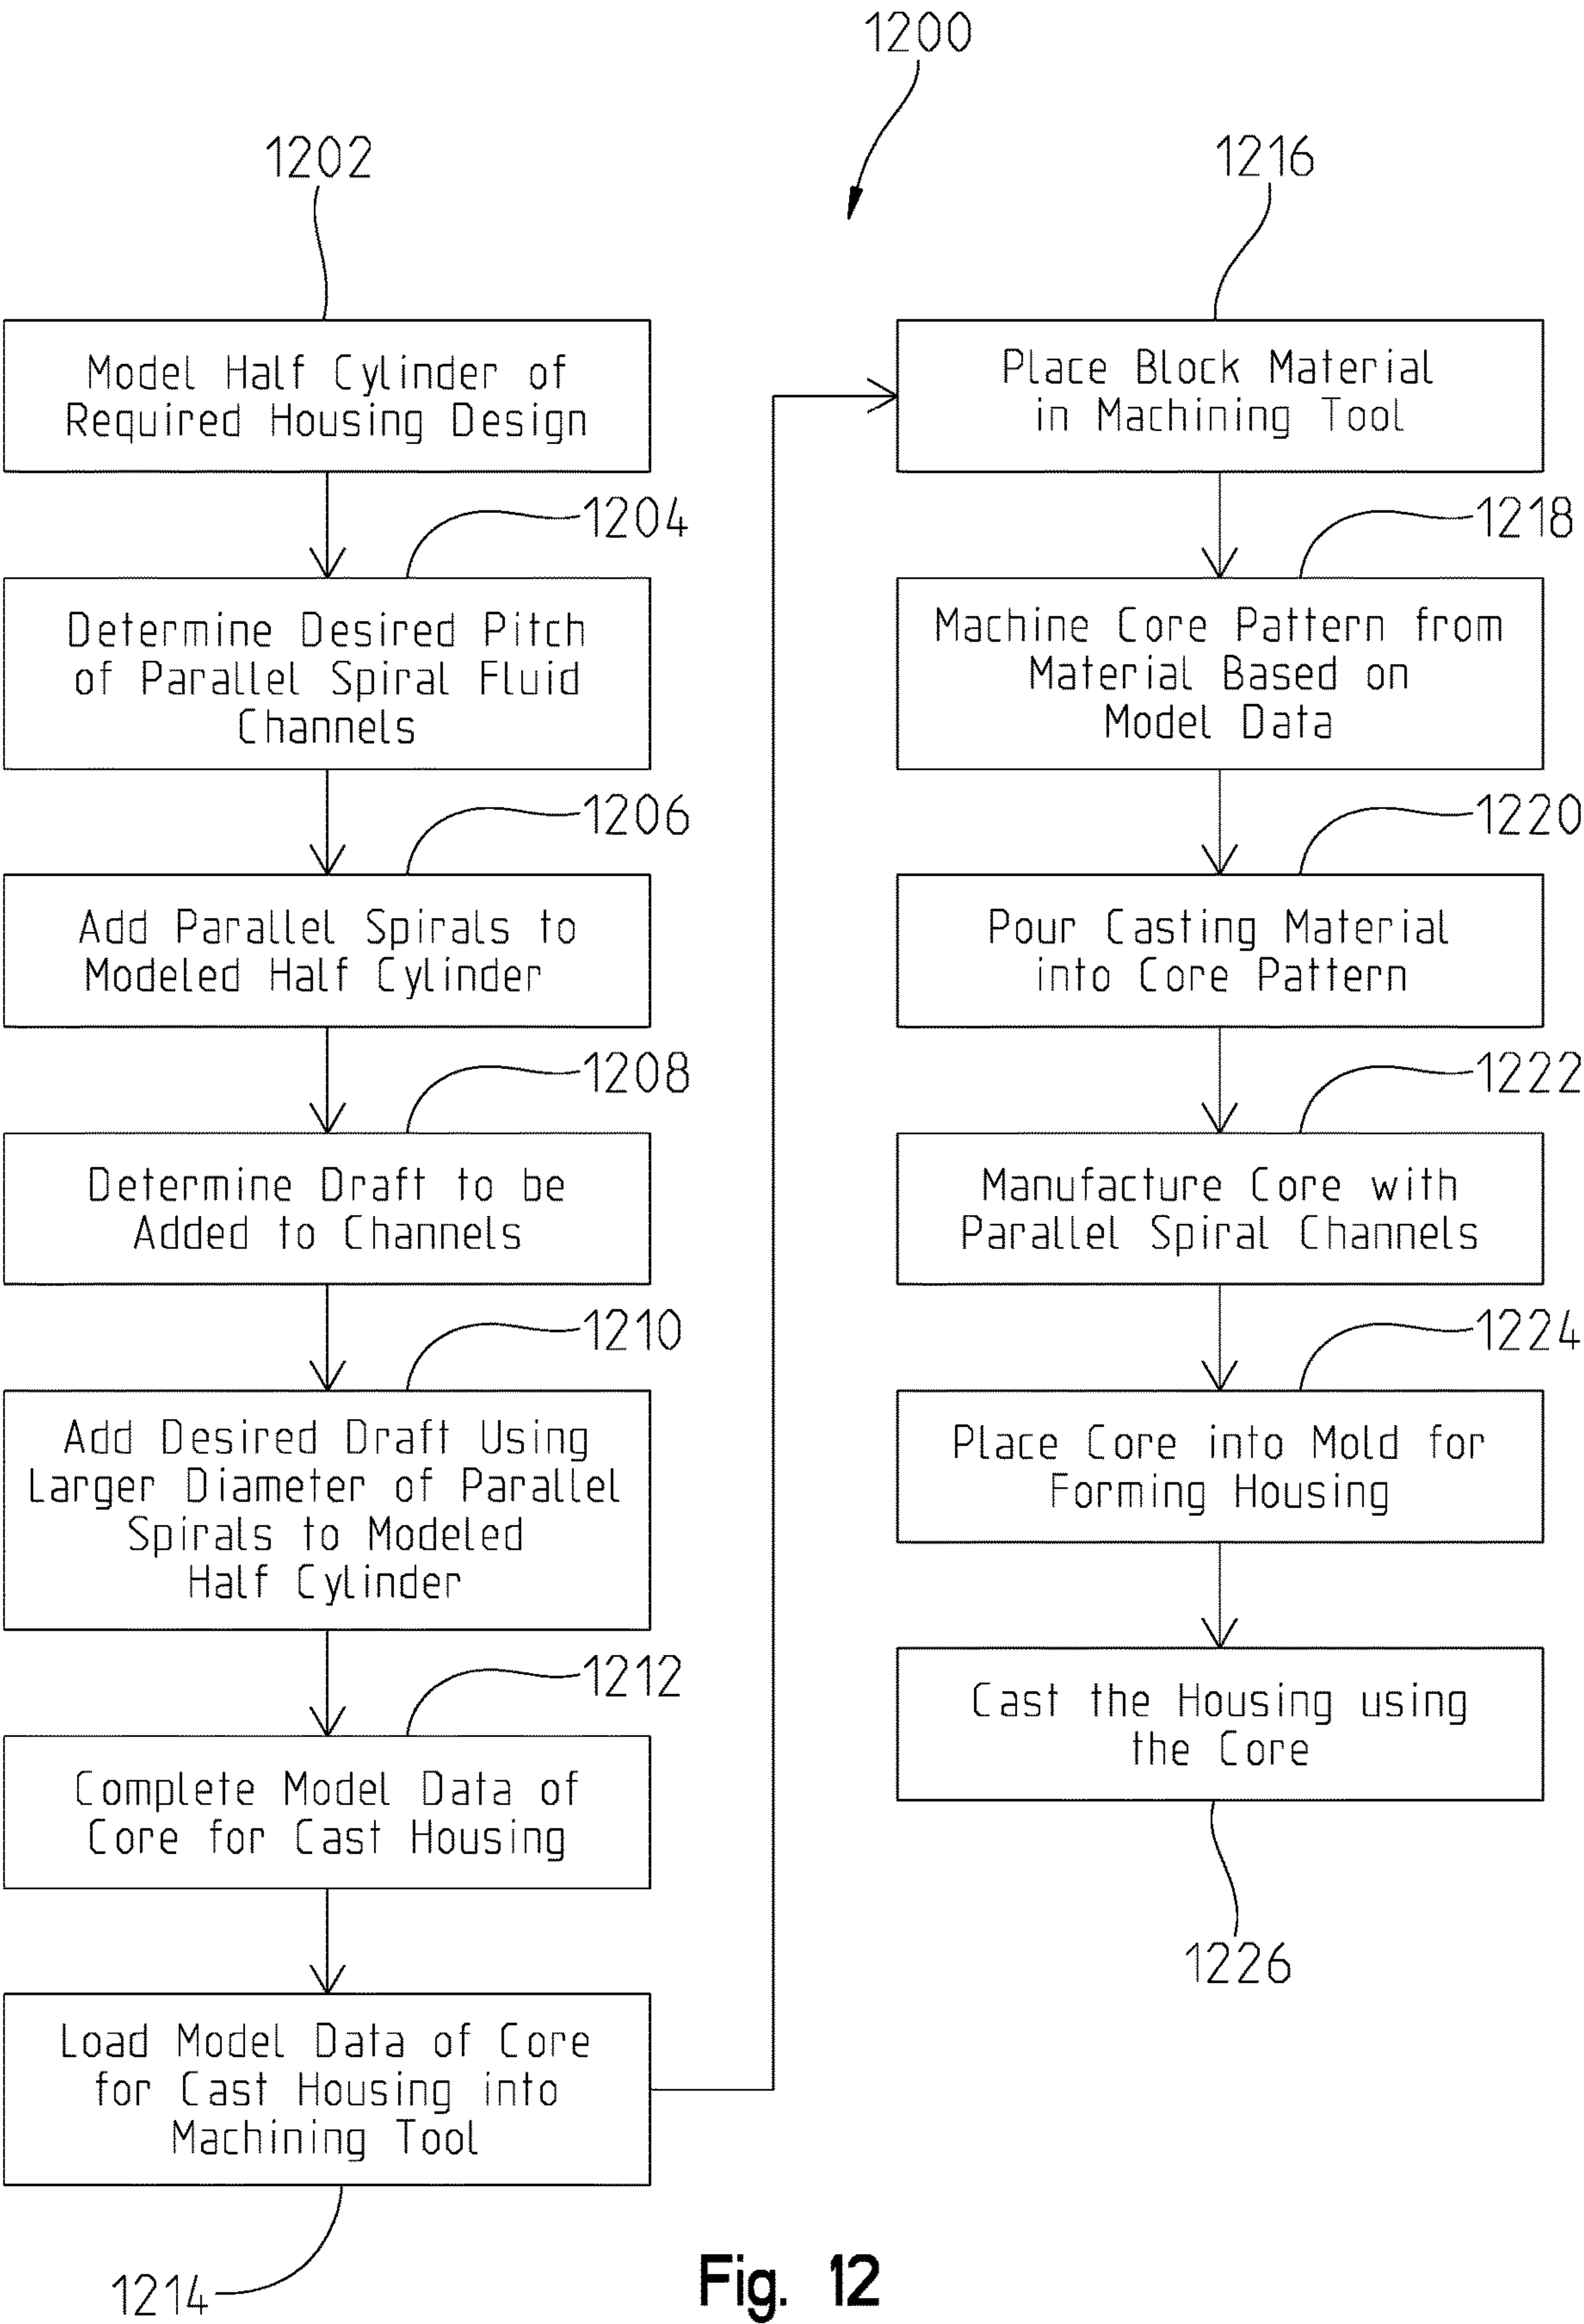 1200
1202
Model Half Cylinder of
Required Housing Design
1204
Determine Desired Pitch
of Parallel Spiral Fluid
Channels
1206
Add Parallel Spirals to
Modeled Half Cylinder
1208
Determine Draft to be
Added to Channels
1210
Add Desired Draft Using
Larger Diameter of Parallel
Spirals to Modeled
Half Cylinder
1212
Complete Model Data of
Core for Cast Housing
Load Model Data of Core
for Cast Housing into
Machining Tool
1214
1216
Place Block Material
in Machining Tool
1218
Machine Core Pattern from
Material Based on
Model Data
1220
Pour Casting Material
into Core Pattern
1222
Manufacture Core with
Parallel Spiral Channels
1224
Place Core into Mold for
Forming Housing
Cast the Housing using
the Core
1226
Fig. 12